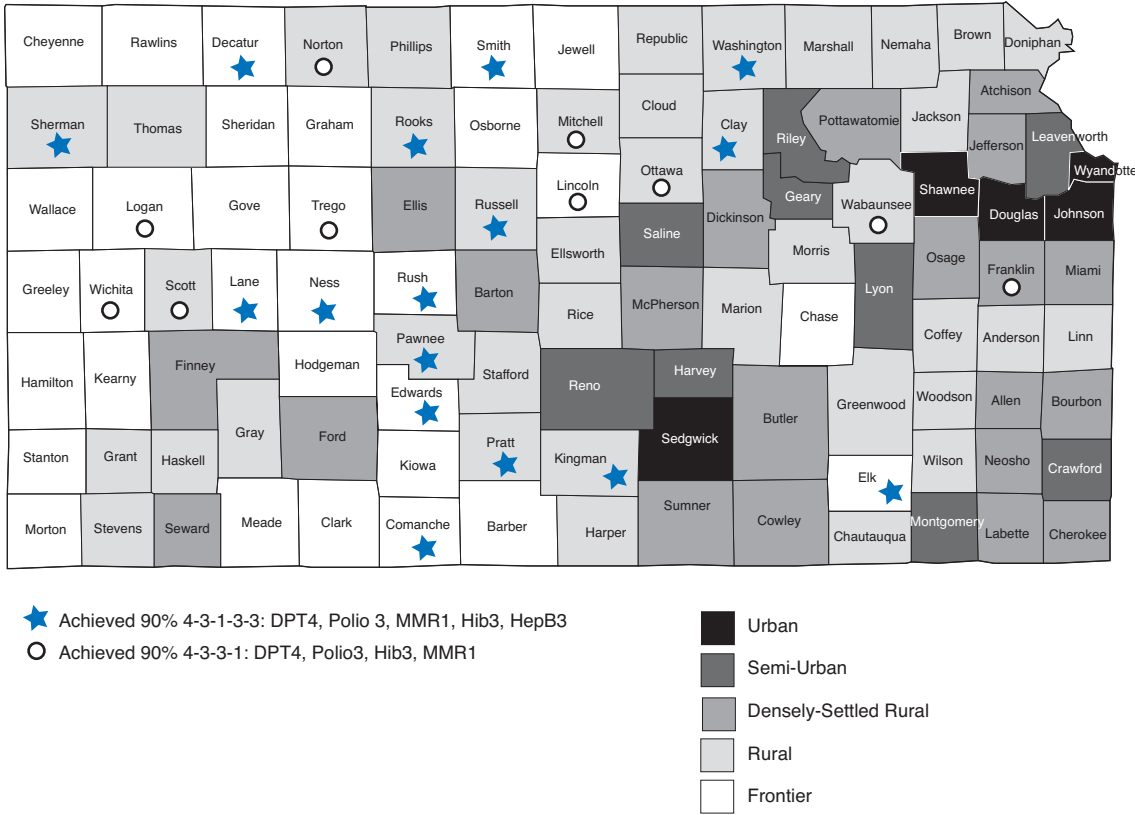 Cheyenne
Rawlins
Decatur
Norton
Phillips
Smith
Jewell
Republic
Washington
Marshall
Nemaha
Brown
Doniphan
Sherman
Thomas
Sheridan
Graham
Rooks
Osborne
Mitchell
Cloud
Clay
Riley
Pottawatomie
Jackson
Atchison
Jefferson
Leavenworth
Wyandotte
Wallace
Logan
Gove
Trego
Ellis
Russell
Lincoln
Ottawa
Saline
Dickinson
Geary
Wabaunsee
Shawnee
Douglas
Johnson
Greeley
Wichita
Scott
Lane
Ness
Rush
Barton
Ellsworth
Rice
McPherson
Marion
Morris
Chase
Lyon
Osage
Franklin
Miami
Hamilton
Kearny
Finney
Hodgeman
Pawnee
Edwards
Stafford
Reno
Harvey
Sedgwick
Butler
Greenwood
Coffey
Anderson
Linn
Woodson
Allen
Bourbon
Stanton
Grant
Haskell
Gray
Ford
Kiowa
Pratt
Kingman
Elk
Wilson
Neosho
Crawford
Morton
Stevens
Seward
Meade
Clark
Comanche
Barber
Harper
Sumner
Cowley
Chautauqua
Montgomery
Labette
Cherokee
Achieved 90% 4-3-1-3-3: DPT4, Polio 3, MMR1, Hib3, HepB3
Achieved 90% 4-3-3-1: DPT4, Polio3, Hib3, MMR1
Urban
Semi-Urban
Densely-Settled Rural
Rural
Frontier